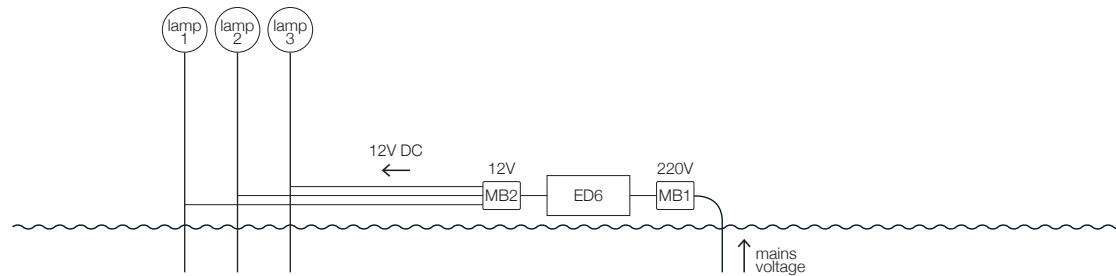 lamp
1
lamp
2
lamp
3
12V DC
12V
220V
MB2
ED6
MB1
mains
voltage